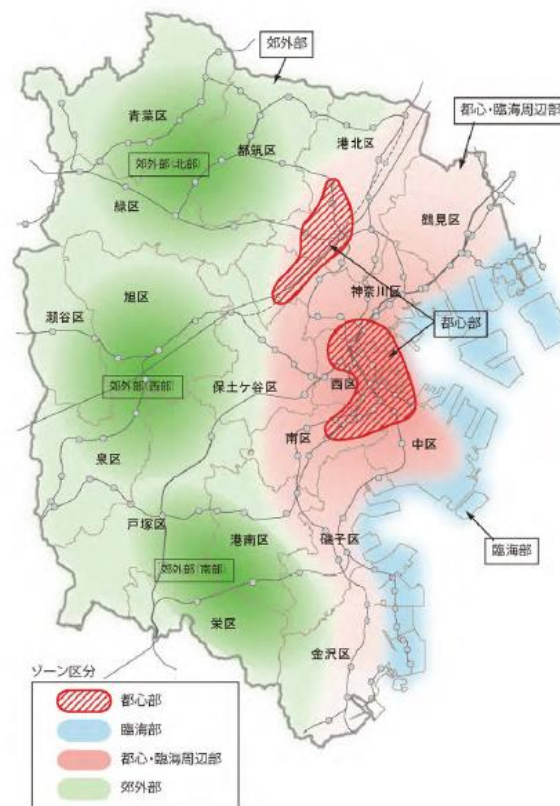 郊外部
都心・臨海周辺部
青葉区
都筑区
港北区
郊外部(北部)
緑区
鶴見区
神奈川区
旭区
瀬谷区
都心部
郊外部(西部)
保土ケ谷区
西区
南区
中区
泉区
戸塚区
港南区
磯子区
臨海部
郊外部(南部)
栄区
金沢区
ゾーン区分
都心部
臨海部
都心・臨海周辺部
郊外部